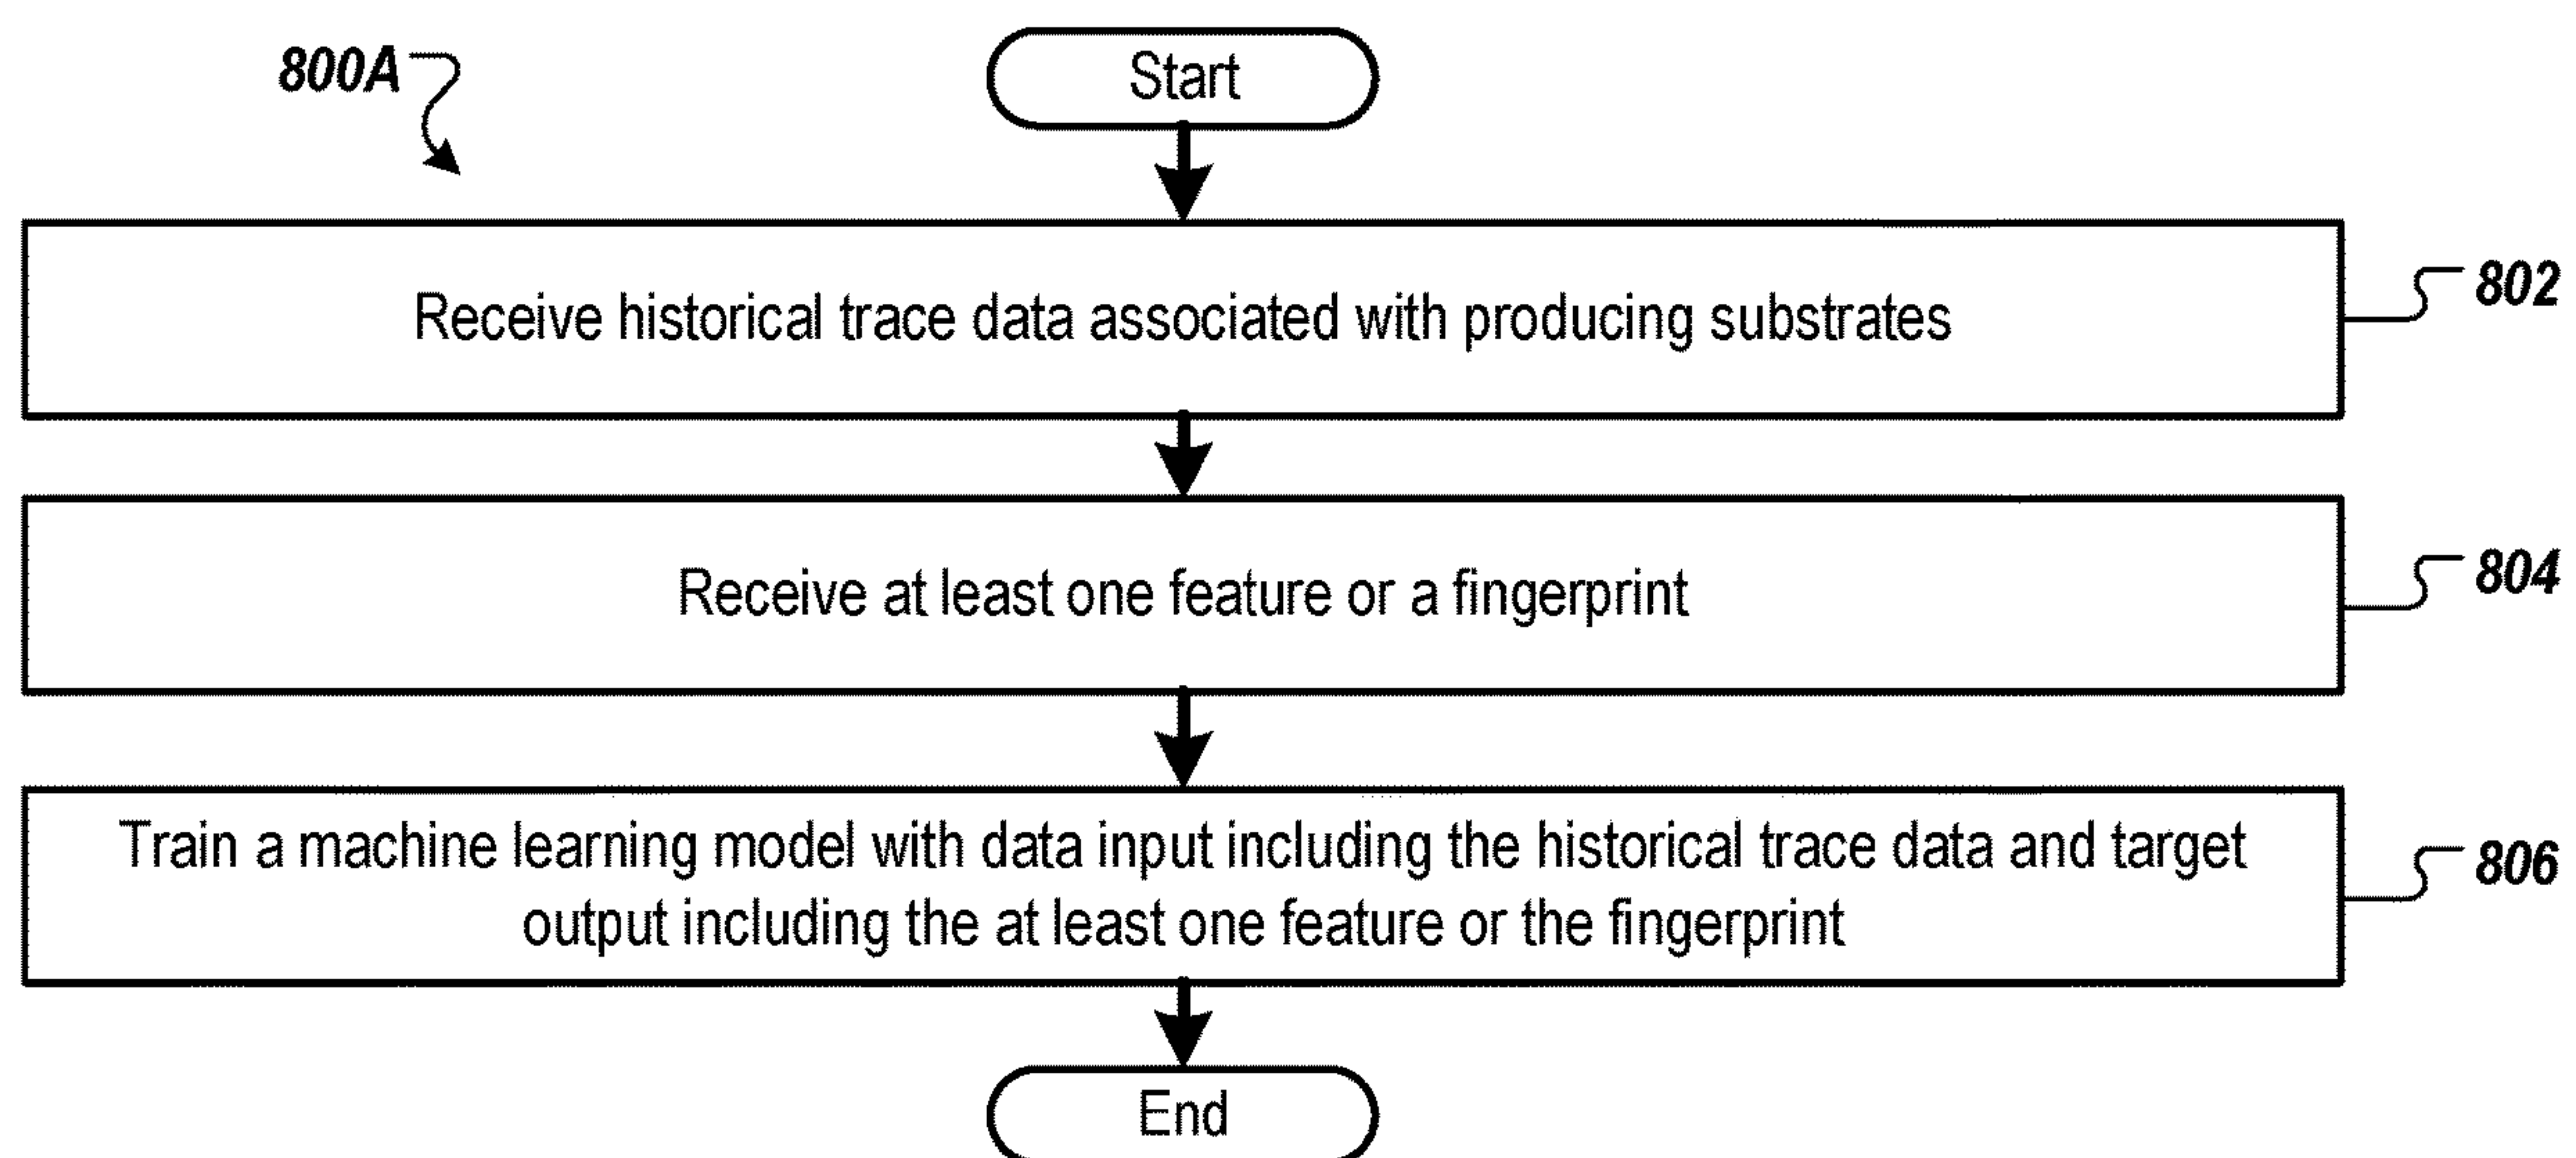 800A
Start
Receive historical trace data associated with producing substrates
802
Receive at least one feature or a fingerprint
804
Train a machine learning model with data input including the historical trace data and target
output including the at least one feature or the fingerprint
806
End